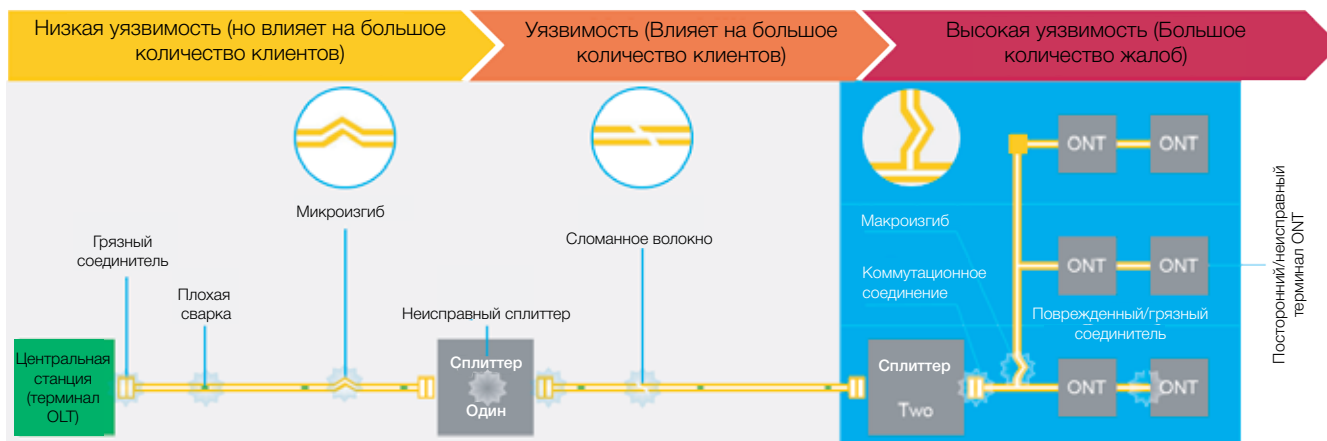 Низкая уязвимость (но влияет на большое
количество клиентов)
Уязвимость (Влияет на большое
количество клиентов)
Высокая уязвимость (Большое
количество жалоб)
Микроизгиб
Грязный
соединитель
Плохая
сварка
Неисправный сплиттер
Сломанное волокно
Макроизгиб
Коммутационное
соединение
Поврежденный/грязный
соединитель
Центральная
станция
(терминал
OLT)
Сплиттер
Один
Сплиттер
Two
ONT
ONT
ONT
ONT
ONT
ONT
Посторонний/неисправный
терминал ONT